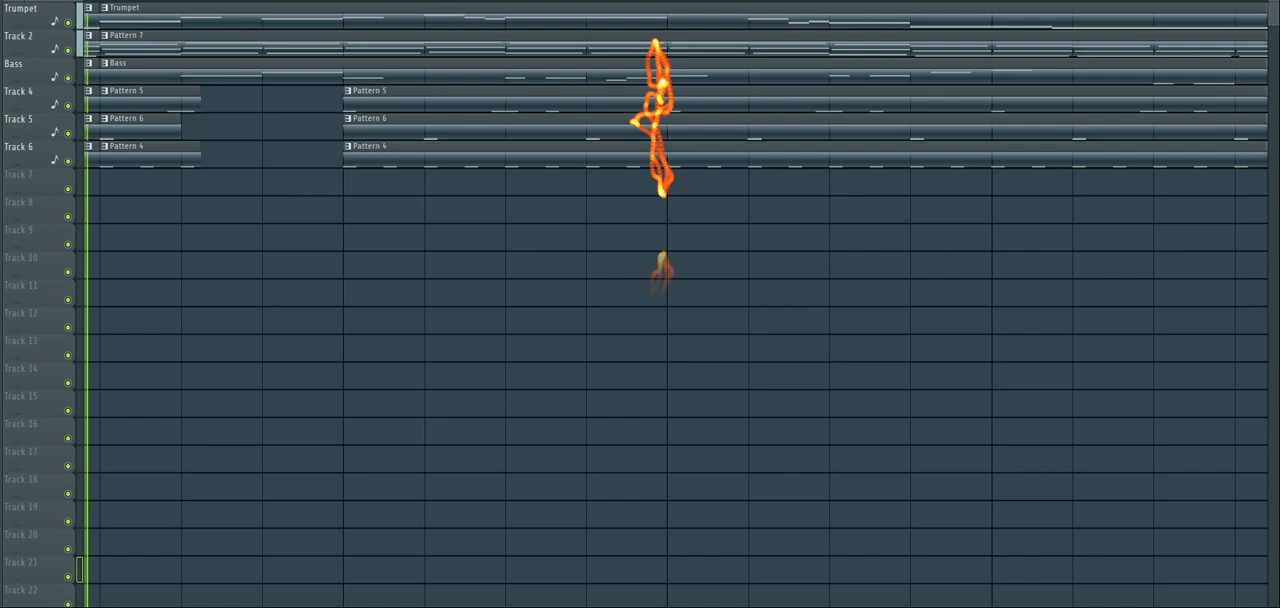 Trumpet Trumpet
Track 2 Pattern 7
Bass Bass
Track 4 Pattern 5 Pattern 5
Track 5 Pattern 6 Pattern 6
Track 6 Pattern 4 Pattern 4
Track 7
Track 8
Track 9
Track 10
Track 11
Track 12
Track 13
Track 14
Track 15
Track 16
Track 17
Track 18
Track 19
Track 20
Track 21
Track 22